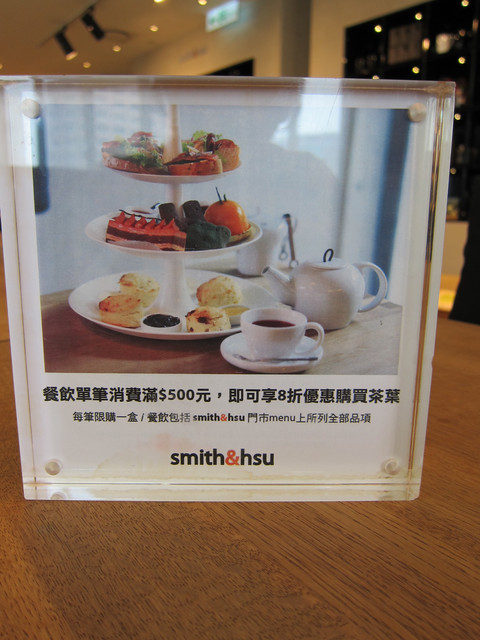 餐飲單筆消費滿$500元，即可享8折優惠購買茶葉
每筆限購一盒 / 餐飲包括 smith&hsu 門市menu上所列全部品項
smith&hsu